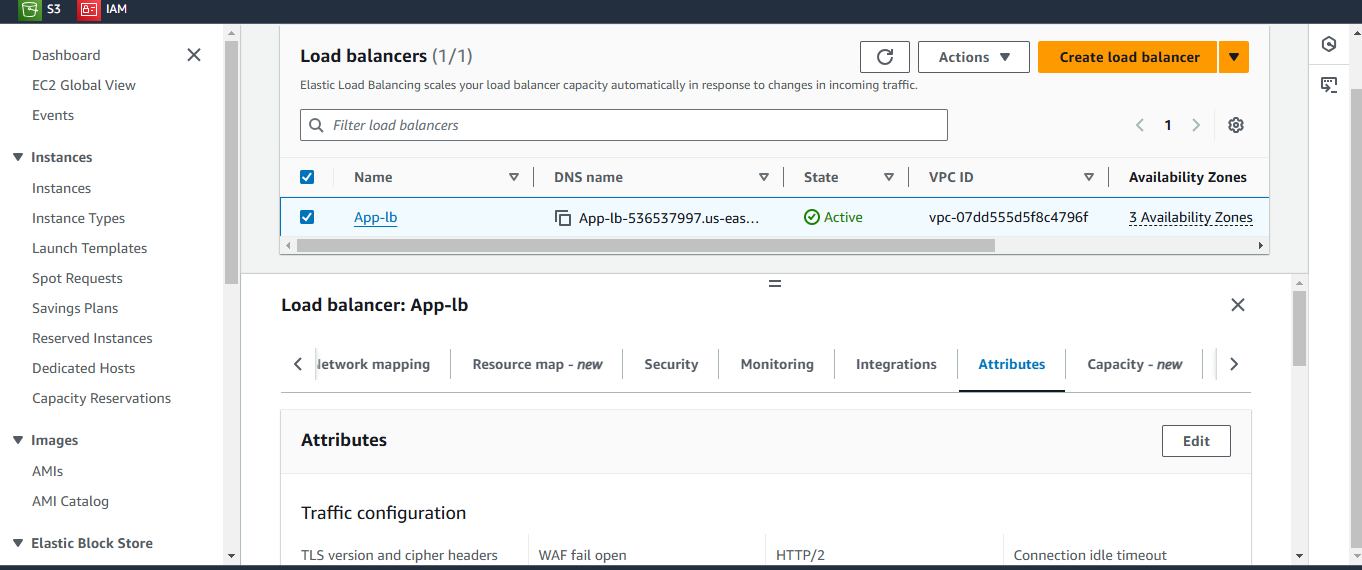 S3 IAM
Dashboard
EC2 Global View
Events
Instances
Instances
Instance Types
Launch Templates
Spot Requests
Savings Plans
Reserved Instances
Dedicated Hosts
Capacity Reservations
Images
AMIs
AMI Catalog
Elastic Block Store
Load balancers (1/1)
Actions
Create load balancer
Elastic Load Balancing scales your load balancer capacity automatically in response to changes in incoming traffic.
Filter load balancers
1
Name DNS name State VPC ID Availability Zones
App-lb App-lb-536537997.us-eas... Active vpc-07dd555d5f8c4796f 3 Availability Zones
Load balancer: App-lb
etwork mapping Resource map - new Security Monitoring Integrations Attributes Capacity - new
Attributes
Edit
Traffic configuration
TLS version and cipher headers WAF fail open HTTP/2 Connection idle timeout